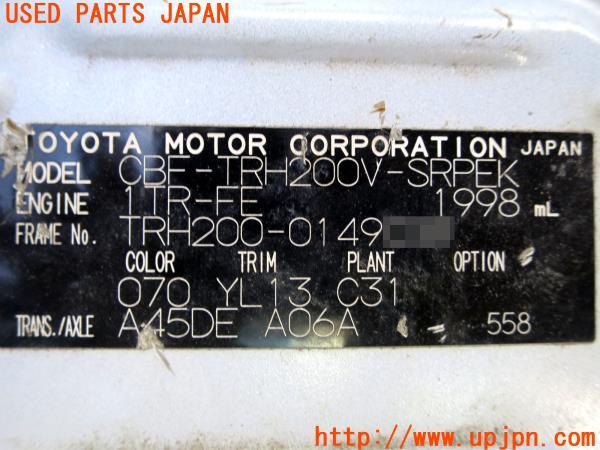 USED PARTS JAPAN
TOYOTA MOTOR CORPORATION JAPAN
MODEL CBF-TRH200V-SRPEK
ENGINE 1TR-FE 1998 mL
FRAME No. TRH200-0149
COLOR TRIM PLANT OPTION
070 YL13 C31
TRANS./AXLE A45DE A06A 558
http://www.upjpn.com/